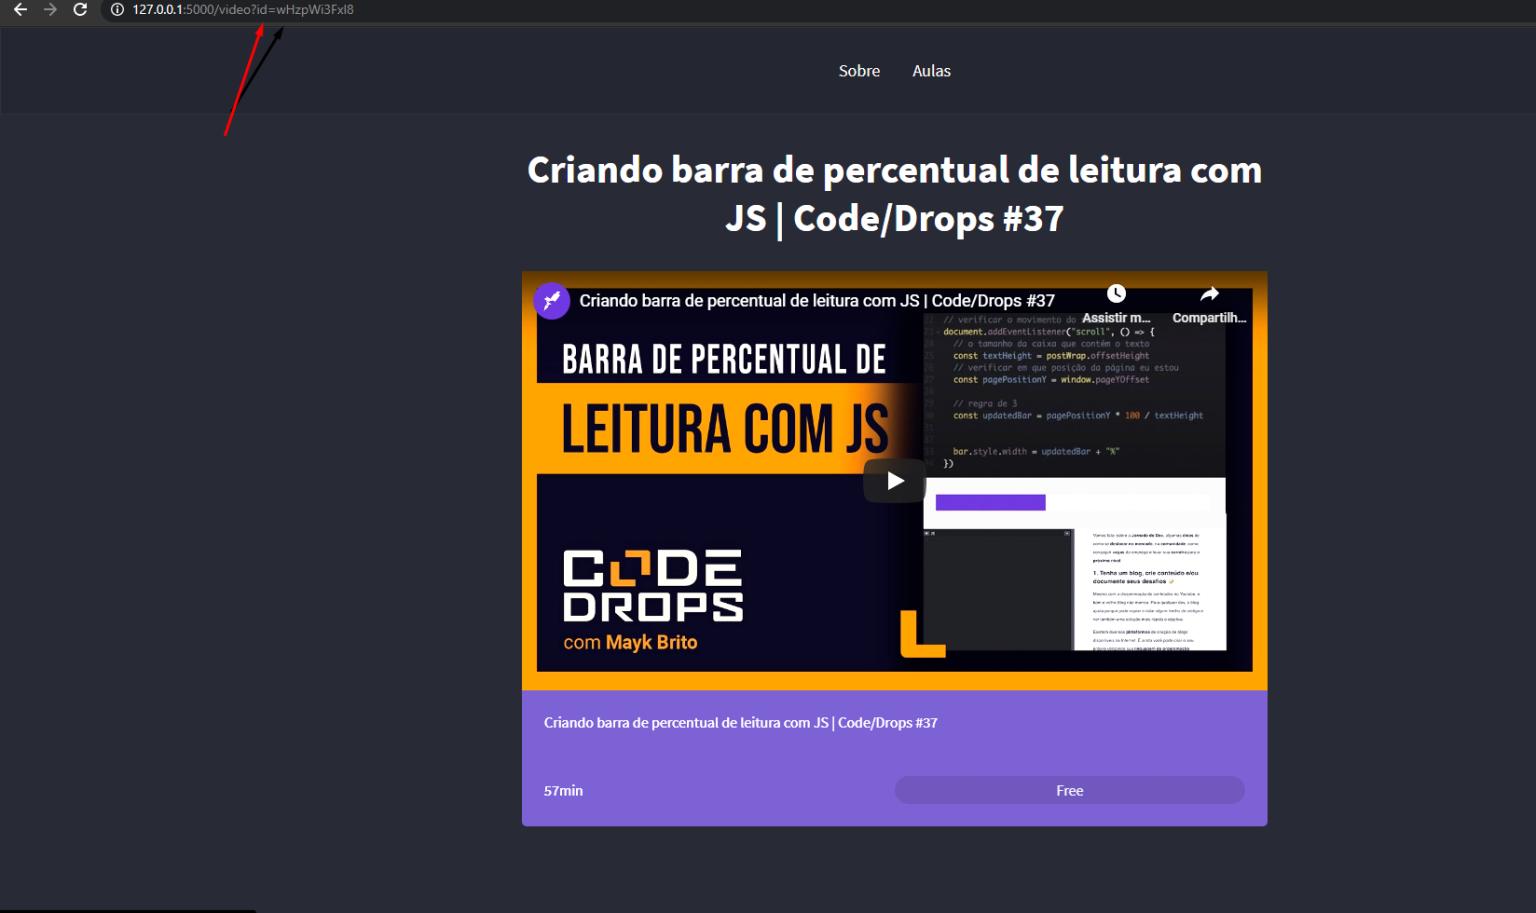 127.0.0.1:5000/video?id=wHzpWi3FxI8
Sobre Aulas
Criando barra de percentual de leitura com
JS | Code/Drops #37
Criando barra de percentual de leitura com JS | Code/Drops #37
Assistir m... Compartilh...
BARRA DE PERCENTUAL DE
LEITURA COM JS
// verificar o movimento do
document.addEventListener("scroll", () => {
// o tamanho da caixa que contém o texto
const textHeight = postWrap.offsetHeight
// verificar em que posição da página eu estou
const pagePositionY = window.pageYOffset
// regra de 3
const updatedBar = pagePositionY * 100 / textHeight
bar.style.width = updatedBar + "%"
})
CODE
DROPS
com Mayk Brito
1. Tenha um blog, crie conteúdo e/ou
documente seus desafios
Criando barra de percentual de leitura com JS | Code/Drops #37
57min
Free